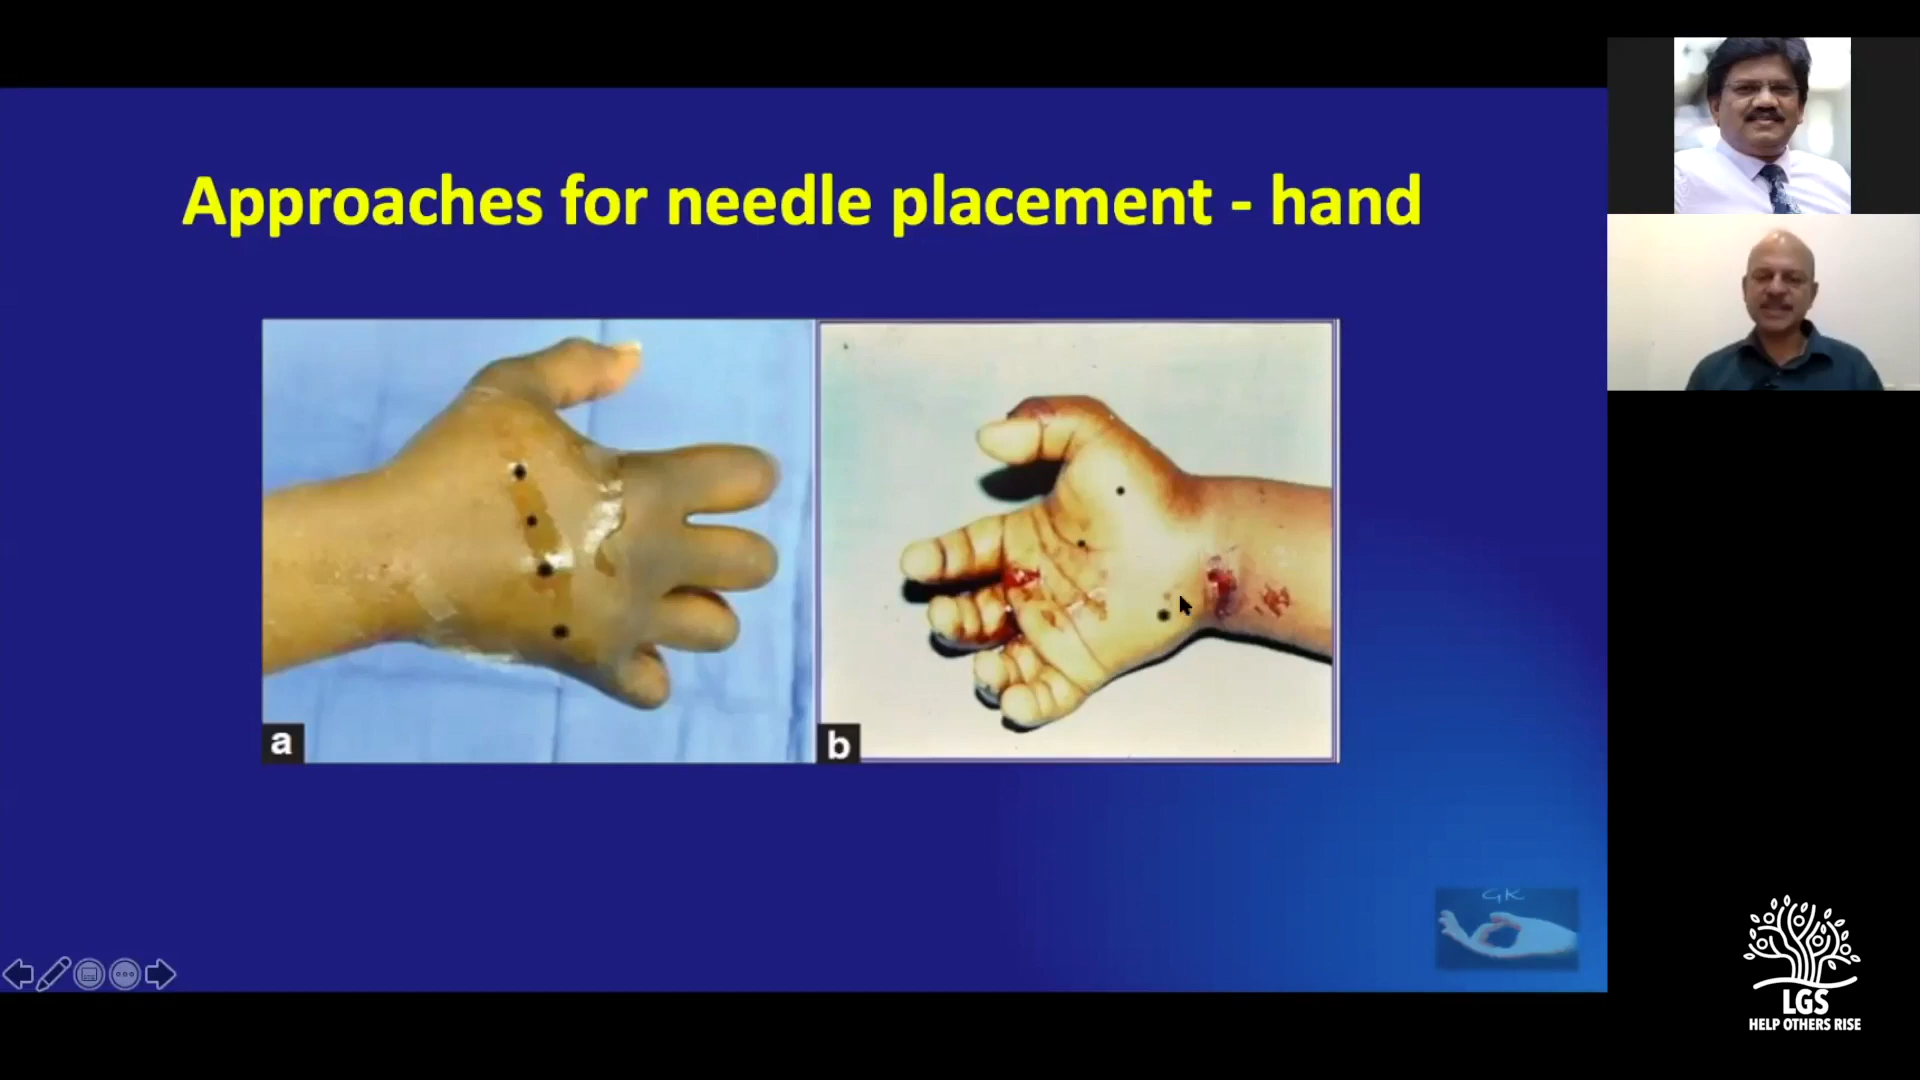 Approaches for needle placement - hand
a
b
GK
LGS
HELP OTHERS RISE